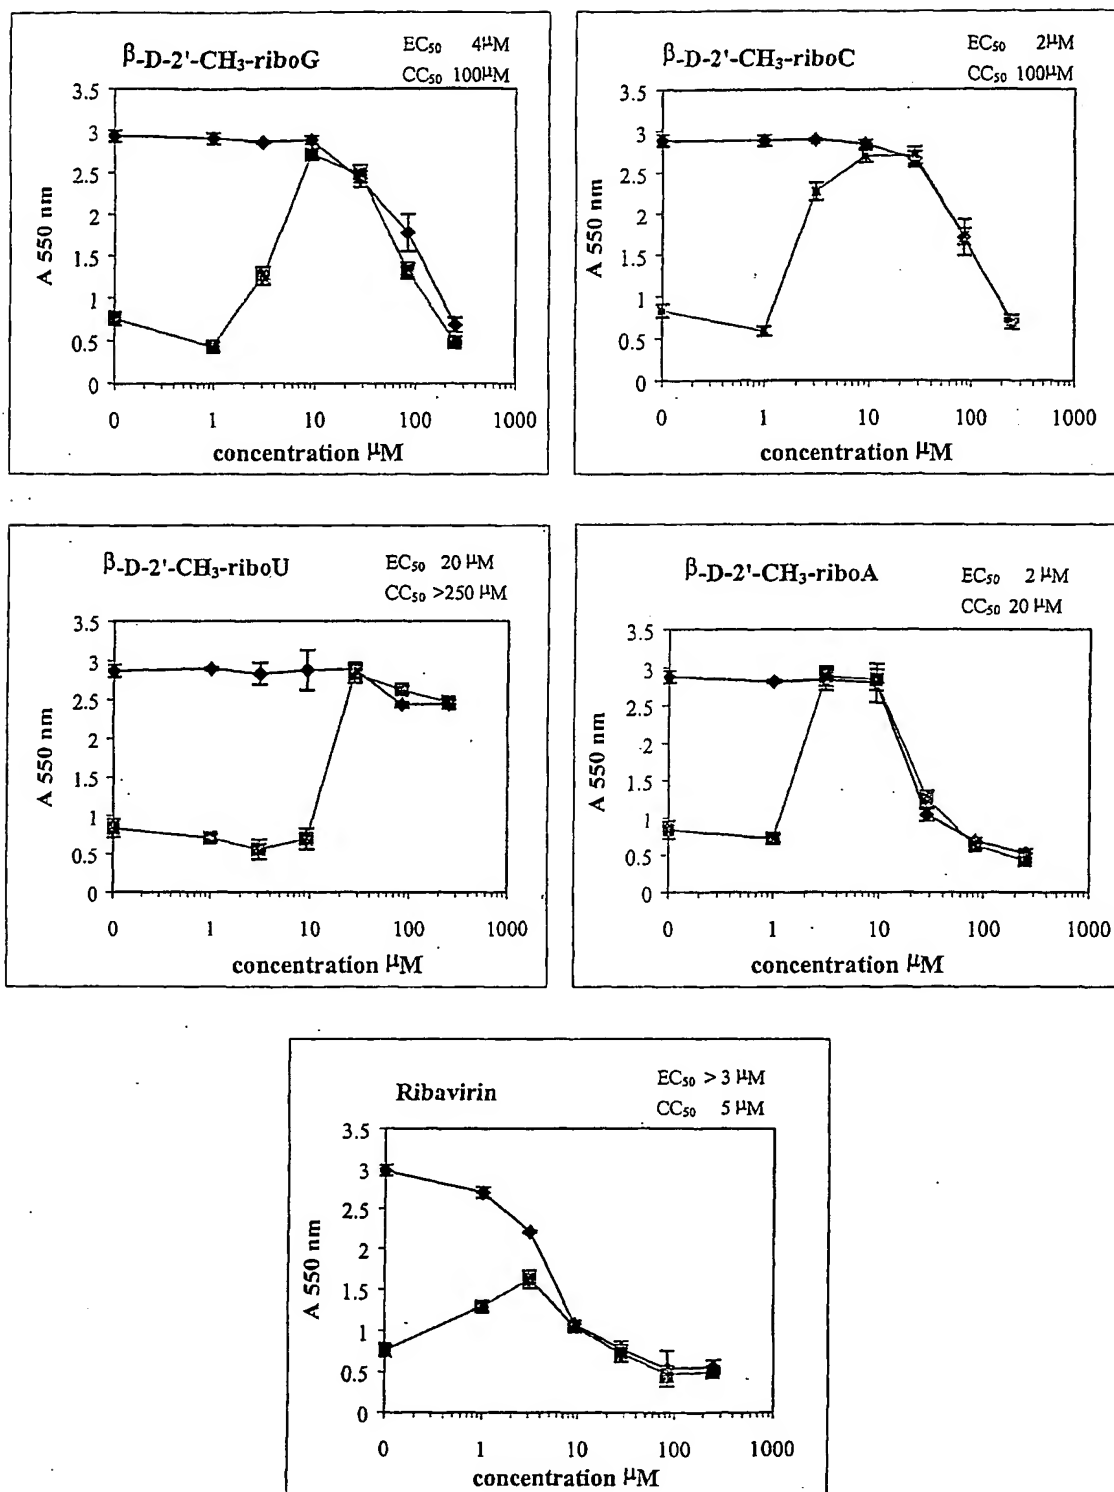 β-D-2'-CH₃-riboG
EC₅₀ 4μM
CC₅₀ 100μM
3.5
3
2.5
2
1.5
1
0.5
0
A 550 nm
0 1 10 100 1000
concentration μM
β-D-2'-CH₃-riboC
EC₅₀ 2μM
CC₅₀ 100μM
3.5
3
2.5
2
1.5
1
0.5
0
A 550 nm
0 1 10 100 1000
concentration μM
β-D-2'-CH₃-riboU
EC₅₀ 20 μM
CC₅₀ >250 μM
3.5
3
2.5
2
1.5
1
0.5
0
A 550 nm
0 1 10 100 1000
concentration μM
β-D-2'-CH₃-riboA
EC₅₀ 2 μM
CC₅₀ 20 μM
3.5
3
2.5
2
1.5
1
0.5
0
A 550 nm
0 1 10 100 1000
concentration μM
Ribavirin
EC₅₀ > 3 μM
CC₅₀ 5 μM
3.5
3
2.5
2
1.5
1
0.5
0
A 550 nm
0 1 10 100 1000
concentration μM